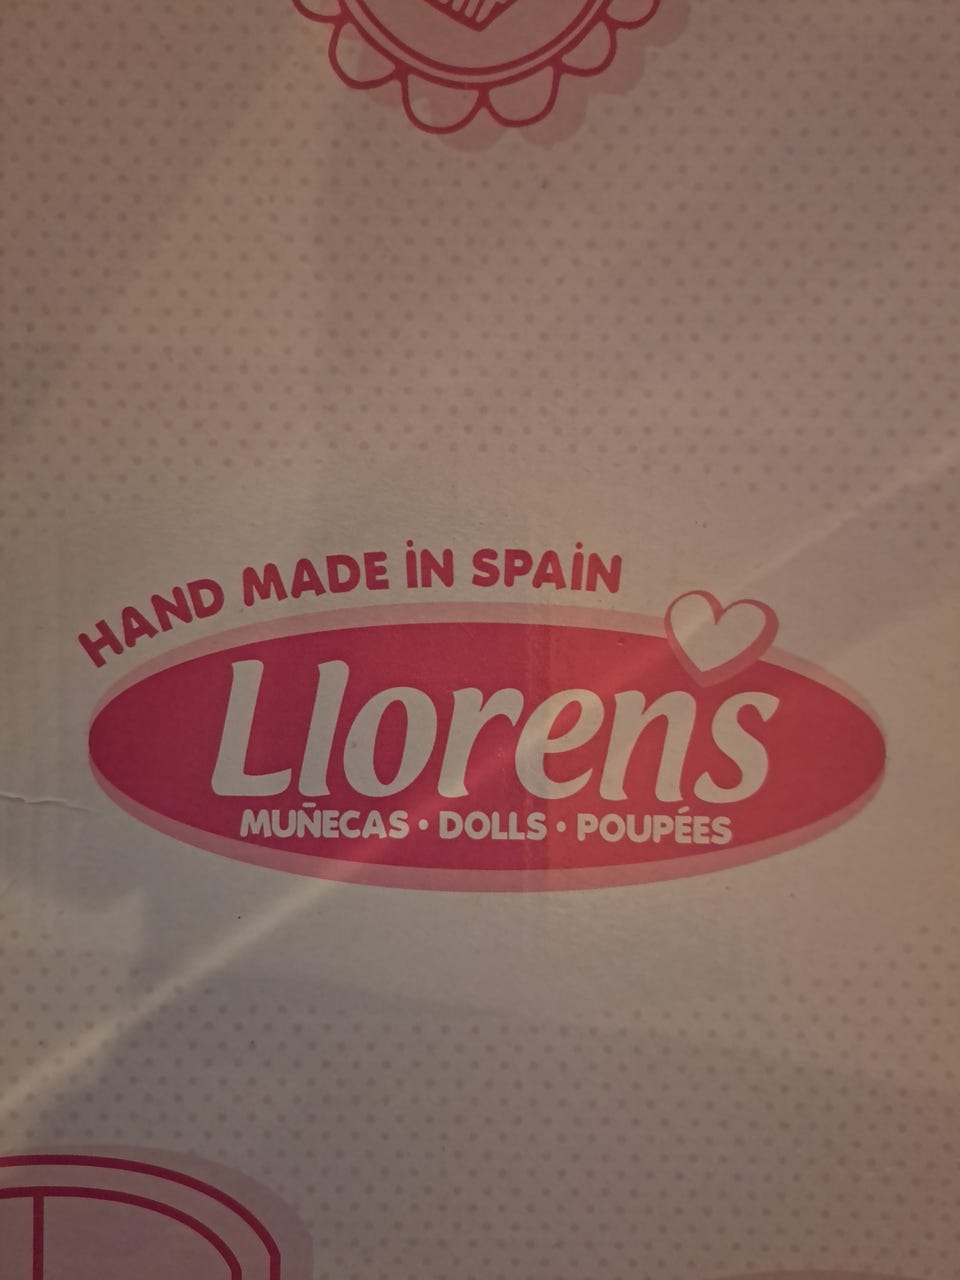 HAND MADE iN SPAiN
Llorens
MUÑECAS • DOLLS • POUPÉES